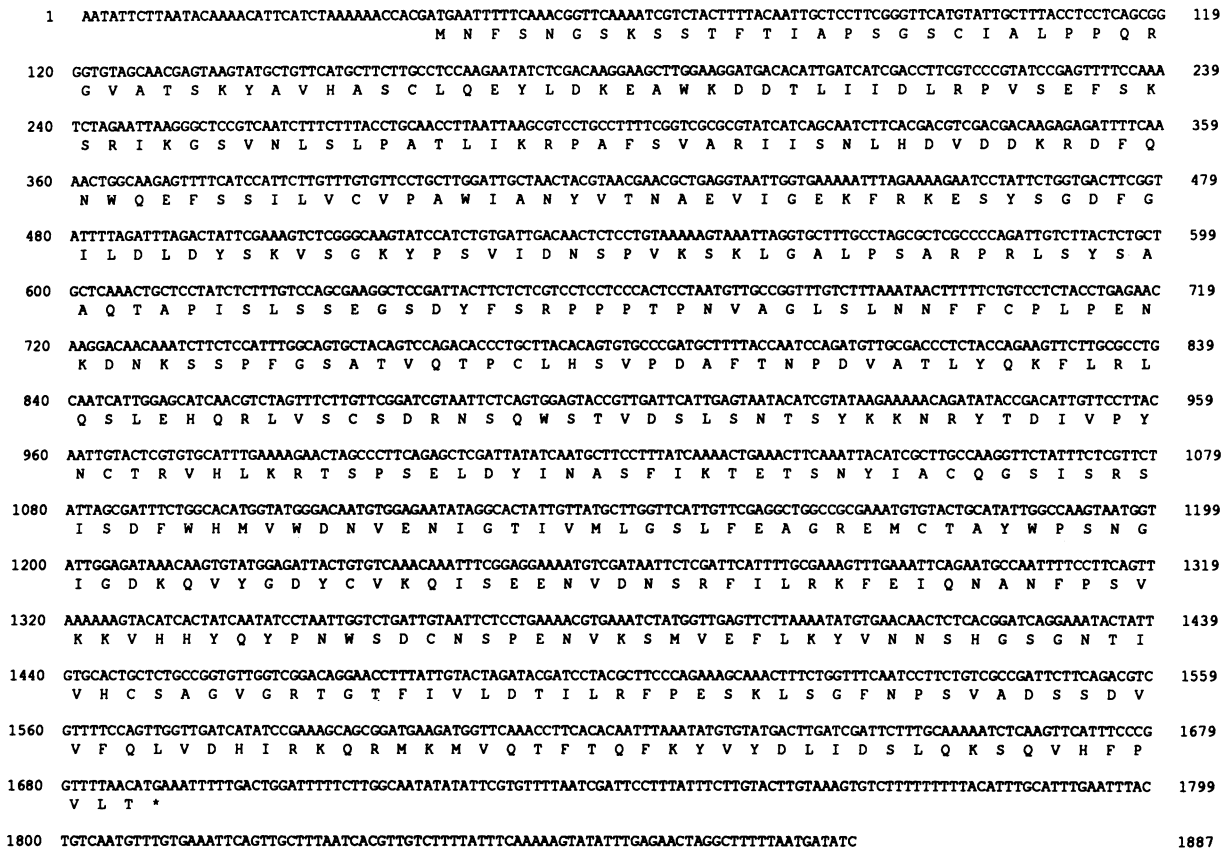 1 AATATTCTTAATACAAAACATTCATCTAAAAAACCACGATGAATTTTTCAAACGGTTCAAAATCGTCTACTTTTACAATTGCTCCTTCGGGTTCATGTATTGCTTTACCTCCTCAGCGG 119
M N F S N G S K S S T F T I A P S G S C I A L P P Q R
120 GGTGTAGCAACGAGTAAGTATGCTGTTCATGCTTCTTGCCTCCAAGAATATCTCGACAAGGAAGCTTGGAAGGATGACACATTGATCATCGACCTTCGTCCCGTATCCGAGTTTTCCAAA 239
G V A T S K Y A V H A S C L Q E Y L D K E A W K D D T L I I D L R P V S E F S K
240 TCTAGAATTAAGGGCTCCGTCAATCTTTCTTTACCTGCAACCTTAATTAAGCGTCCTGCCTTTTCGGTCGCGCGTATCATCAGCAATCTTCACGACGTCGACGACAAGAGAGATTTTCAA 359
S R I K G S V N L S L P A T L I K R P A F S V A R I I S N L H D V D D K R D F Q
360 AACTGGCAAGAGTTTTCATCCATTCTTGTTTGTGTTCCTGCTTGGATTGCTAACTACGTAACGAACGCTGAGGTAATTGGTGAAAAATTTAGAAAAGAATCCTATTCTGGTGACTTCGGT 479
N W Q E F S S I L V C V P A W I A N Y V T N A E V I G E K F R K E S Y S G D F G
480 ATTTTAGATTTAGACTATTCGAAAGTCTCGGGCAAGTATCCATCTGTGATTGACAACTCTCCTGTAAAAAGTAAATTAGGTGCTTTGCCTAGCGCTCGCCCCAGATTGTCTTACTCTGCT 599
I L D L D Y S K V S G K Y P S V I D N S P V K S K L G A L P S A R P R L S Y S A
600 GCTCAAACTGCTCCTATCTCTTTGTCCAGCGAAGGCTCCGATTACTTCTCTCGTCCTCCTCCCACTCCTAATGTTGCCGGTTTGTCTTTAAATAACTTTTTCTGTCCTCTACCTGAGAAC 719
A Q T A P I S L S S E G S D Y F S R P P P T P N V A G L S L N N F F C P L P E N
720 AAGGACAACAAATCTTCTCCATTTGGCAGTGCTACAGTCCAGACACCCTGCTTACACAGTGTGCCCGATGCTTTTACCAATCCAGATGTTGCGACCCTCTACCAGAAGTTCTTGCGCCTG 839
K D N K S S P F G S A T V Q T P C L H S V P D A F T N P D V A T L Y Q K F L R L
840 CAATCATTGGAGCATCAACGTCTAGTTTCTTGTTCGGATCGTAATTCTCAGTGGAGTACCGTTGATTCATTGAGTAATACATCGTATAAGAAAAACAGATATACCGACATTGTTCCTTAC 959
Q S L E H Q R L V S C S D R N S Q W S T V D S L S N T S Y K K N R Y T D I V P Y
960 AATTGTACTCGTGTGCATTTGAAAAGAACTAGCCCTTCAGAGCTCGATTATATCAATGCTTCCTTTATCAAAACTGAAACTTCAAATTACATCGCTTGCCAAGGTTCTATTTCTCGTTCT 1079
N C T R V H L K R T S P S E L D Y I N A S F I K T E T S N Y I A C Q G S I S R S
1080 ATTAGCGATTTCTGGCACATGGTATGGGACAATGTGGAGAATATAGGCACTATTGTTATGCTTGGTTCATTGTTCGAGGCTGGCCGCGAAATGTGTACTGCATATTGGCCAAGTAATGGT 1199
I S D F W H M V W D N V E N I G T I V M L G S L F E A G R E M C T A Y W P S N G
1200 ATTGGAGATAAACAAGTGTATGGAGATTACTGTGTCAAACAAATTTCGGAGGAAAATGTCGATAATTCTCGATTCATTTTGCGAAAGTTTGAAATTCAGAATGCCAATTTTCCTTCAGTT 1319
I G D K Q V Y G D Y C V K Q I S E E N V D N S R F I L R K F E I Q N A N F P S V
1320 AAAAAAGTACATCACTATCAATATCCTAATTGGTCTGATTGTAATTCTCCTGAAAACGTGAAATCTATGGTTGAGTTCTTAAAATATGTGAACAACTCTCACGGATCAGGAAATACTATT 1439
K K V H H Y Q Y P N W S D C N S P E N V K S M V E F L K Y V N N S H G S G N T I
1440 GTGCACTGCTCTGCCGGTGTTGGTCGGACAGGAACCTTTATTGTACTAGATACGATCCTACGCTTCCCAGAAAGCAAACTTTCTGGTTTCAATCCTTCTGTCGCCGATTCTTCAGACGTC 1559
V H C S A G V G R T G T F I V L D T I L R F P E S K L S G F N P S V A D S S D V
1560 GTTTTCCAGTTGGTTGATCATATCCGAAAGCAGCGGATGAAGATGGTTCAAACCTTCACACAATTTAAATATGTGTATGACTTGATCGATTCTTTGCAAAAATCTCAAGTTCATTTCCCG 1679
V F Q L V D H I R K Q R M K M V Q T F T Q F K Y V Y D L I D S L Q K S Q V H F P
1680 GTTTTAACATGAAATTTTTGACTGGATTTTTCTTGGCAATATATATTCGTGTTTTAATCGATTCCTTTATTTCTTGTACTTGTAAAGTGTCTTTTTTTTTACATTTGCATTTGAATTTAC 1799
V L T *
1800 TGTCAATGTTTGTGAAATTCAGTTGCTTTAATCACGTTGTCTTTTATTTCAAAAAGTATATTTGAGAACTAGGCTTTTTAATGATATC 1887